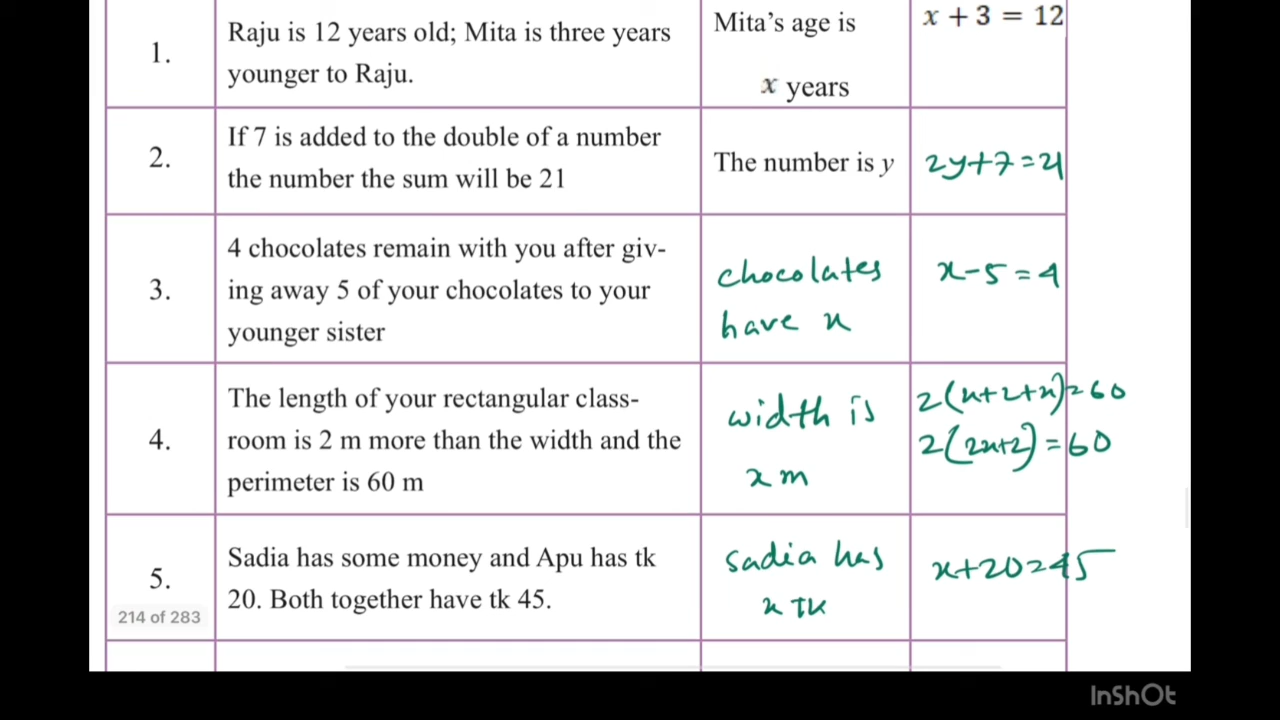 1.
Raju is 12 years old; Mita is three years
younger to Raju.
Mita's age is
x years
x + 3 = 12
2.
If 7 is added to the double of a number
the number the sum will be 21
The number is y
2y+7=21
3.
4 chocolates remain with you after giv-
ing away 5 of your chocolates to your
younger sister
chocolates
have x
x-5=4
4.
The length of your rectangular class-
room is 2 m more than the width and the
perimeter is 60 m
width is
x m
2(x+2+x)=60
2(2x+2)=60
5.
Sadia has some money and Apu has tk
20. Both together have tk 45.
sadia has
x TK
x+20=45
214 of 283
InShOt